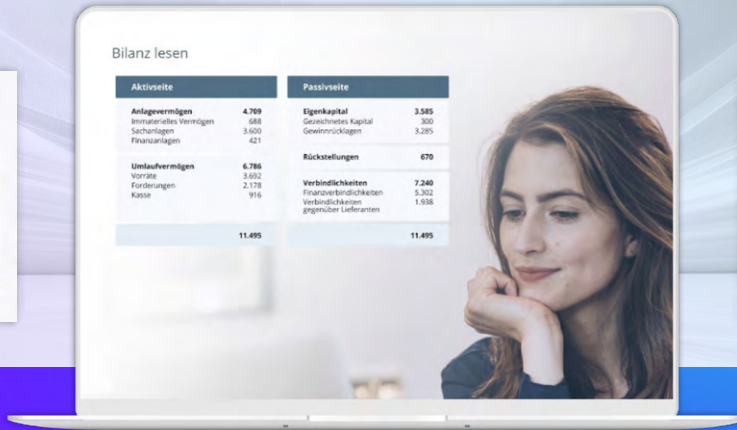 Bilanz lesen
Aktivseite
Anlagevermögen 4.709
Immaterielles Vermögen 688
Sachanlagen 3.600
Finanzanlagen 421
Umlaufvermögen 6.786
Vorräte 3.692
Forderungen 2.178
Kasse 916
11.495
Passivseite
Eigenkapital 3.585
Gezeichnetes Kapital 300
Gewinnrücklagen 3.285
Rückstellungen 670
Verbindlichkeiten 7.240
Finanzverbindlichkeiten 5.302
Verbindlichkeiten 1.938
gegenüber Lieferanten
11.495